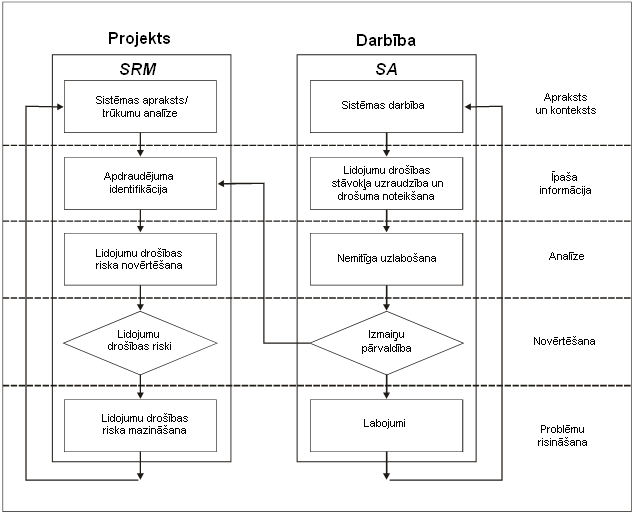 Projekts
Darbība
SRM
SA
Sistēmas apraksts/
trūkumu analīze
Sistēmas darbība
Apraksts
un konteksts
Apdraudējuma
identifikācija
Lidojumu drošības
stāvokļa uzraudzība un
drošuma noteikšana
Īpaša
informācija
Lidojumu drošības
riska novērtēšana
Nemitīga uzlabošana
Analīze
Lidojumu
drošības riski
Izmaiņu
pārvaldība
Novērtēšana
Lidojumu drošības
riska mazināšana
Labojumi
Problēmu
risināšana